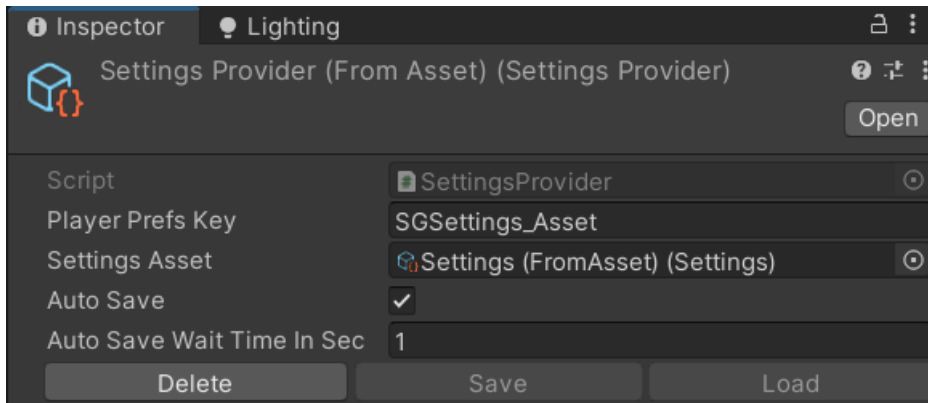 Inspector Lighting
Settings Provider (From Asset) (Settings Provider)
Open
Script SettingsProvider
Player Prefs Key SGSettings_Asset
Settings Asset Settings (FromAsset) (Settings)
Auto Save
Auto Save Wait Time In Sec 1
Delete Save Load